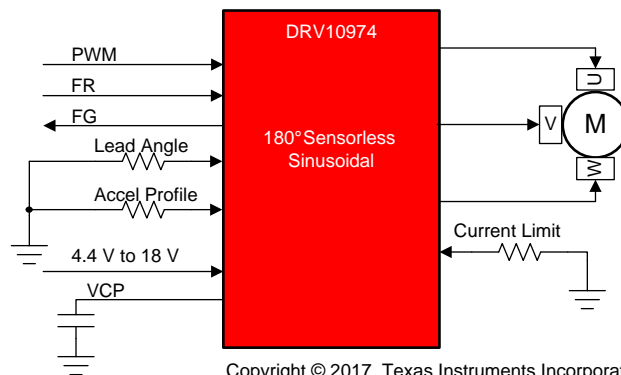 DRV10974
PWM
FR
FG
Lead Angle
180°Sensorless
Sinusoidal
Accel Profile
4.4 V to 18 V
VCP
U
V
M
W
Current Limit
Copyright © 2017, Texas Instruments